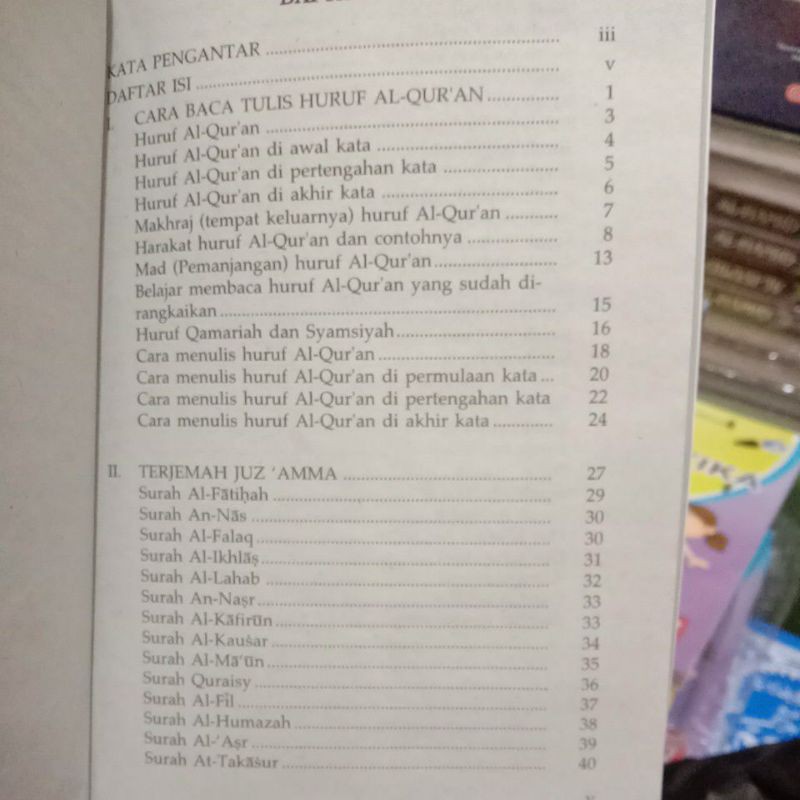 KATA PENGANTAR ............ iii
DAFTAR ISI ............ v
I. CARA BACA TULIS HURUF AL-QUR'AN ............ 1
Huruf Al-Qur'an ............ 3
Huruf Al-Qur'an di awal kata ............ 4
Huruf Al-Qur'an di pertengahan kata ............ 5
Huruf Al-Qur'an di akhir kata ............ 6
Makhraj (tempat keluarnya) huruf Al-Qur'an ............ 7
Harakat huruf Al-Qur'an dan contohnya ............ 8
Mad (Pemanjangan) huruf Al-Qur'an ............ 13
Belajar membaca huruf Al-Qur'an yang sudah di-
rangkaikan ............ 15
Huruf Qamariah dan Syamsiyah ............ 16
Cara menulis huruf Al-Qur'an ............ 18
Cara menulis huruf Al-Qur'an di permulaan kata ... 20
Cara menulis huruf Al-Qur'an di pertengahan kata 22
Cara menulis huruf Al-Qur'an di akhir kata ............ 24
II. TERJEMAH JUZ 'AMMA ............ 27
Surah Al-Fātiḥah ............ 29
Surah An-Nās ............ 30
Surah Al-Falaq ............ 30
Surah Al-Ikhlāṣ ............ 31
Surah Al-Lahab ............ 32
Surah An-Naṣr ............ 33
Surah Al-Kāfirūn ............ 33
Surah Al-Kauṡar ............ 34
Surah Al-Mā'ūn ............ 35
Surah Quraisy ............ 36
Surah Al-Fīl ............ 37
Surah Al-Humazah ............ 38
Surah Al-'Aṣr ............ 39
Surah At-Takāṡur ............ 40
v